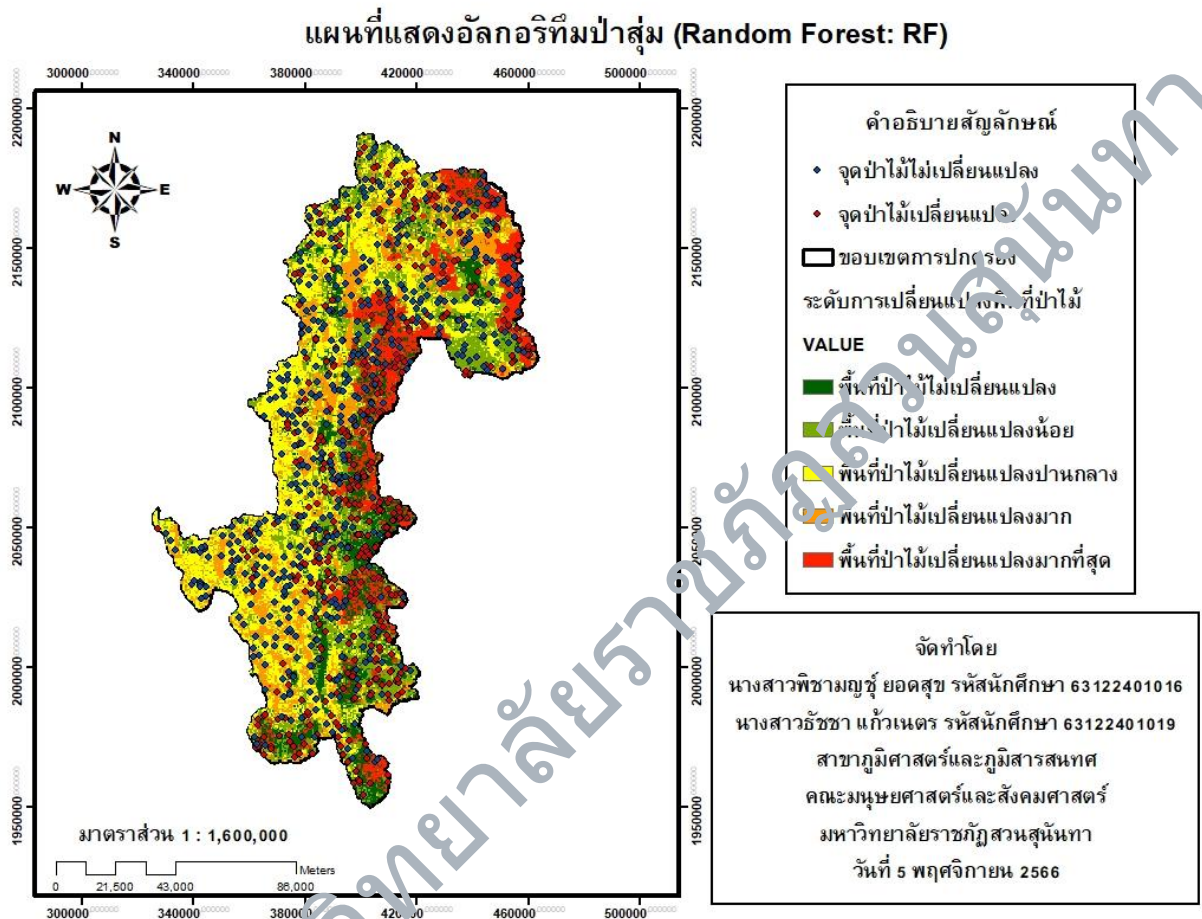 แผนที่แสดงอัลกอริทึมป่าสุ่ม (Random Forest: RF)
300000 340000 380000 420000 460000 500000
2200000 2200000
2150000 2150000
2100000 2100000
2050000 2050000
2000000 2000000
1950000 1950000
N
W E
S
คำอธิบายสัญลักษณ์
จุดป่าไม้ไม่เปลี่ยนแปลง
จุดป่าไม้เปลี่ยนแปลง
ขอบเขตการปกครอง
ระดับการเปลี่ยนแปลงพื้นที่ป่าไม้
VALUE
พื้นที่ป่าไม้ไม่เปลี่ยนแปลง
พื้นที่ป่าไม้เปลี่ยนแปลงน้อย
พื้นที่ป่าไม้เปลี่ยนแปลงปานกลาง
พื้นที่ป่าไม้เปลี่ยนแปลงมาก
พื้นที่ป่าไม้เปลี่ยนแปลงมากที่สุด
จัดทำโดย
นางสาวพิชามญชุ์ ยอดสุข รหัสนักศึกษา 63122401016
นางสาวธัชชา แก้วเนตร รหัสนักศึกษา 63122401019
สาขาภูมิศาสตร์และภูมิสารสนทศ
คณะมนุษยศาสตร์และสังคมศาสตร์
มหาวิทยาลัยราชภัฏสวนสุนันทา
วันที่ 5 พฤศจิกายน 2566
มาตราส่วน 1 : 1,600,000
Meters
0 21,500 43,000 86,000
300000 340000 380000 420000 460000 500000
วิทยาลัยราชภัฏสวนสุนันทา